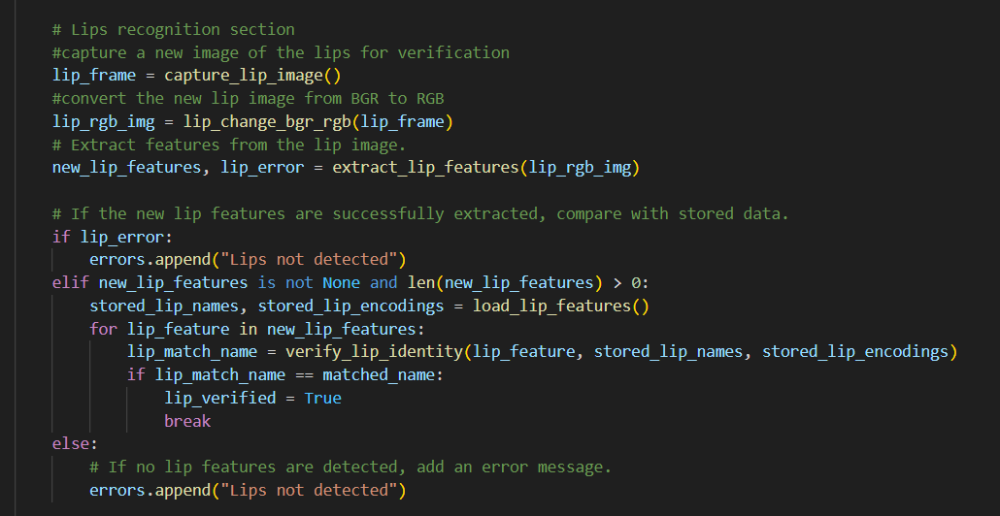 # Lips recognition section
#capture a new image of the lips for verification
lip_frame = capture_lip_image()
#convert the new lip image from BGR to RGB
lip_rgb_img = lip_change_bgr_rgb(lip_frame)
# Extract features from the lip image.
new_lip_features, lip_error = extract_lip_features(lip_rgb_img)

# If the new lip features are successfully extracted, compare with stored data.
if lip_error:
    errors.append("Lips not detected")
elif new_lip_features is not None and len(new_lip_features) > 0:
    stored_lip_names, stored_lip_encodings = load_lip_features()
    for lip_feature in new_lip_features:
        lip_match_name = verify_lip_identity(lip_feature, stored_lip_names, stored_lip_encodings)
        if lip_match_name == matched_name:
            lip_verified = True
            break
else:
    # If no lip features are detected, add an error message.
    errors.append("Lips not detected")